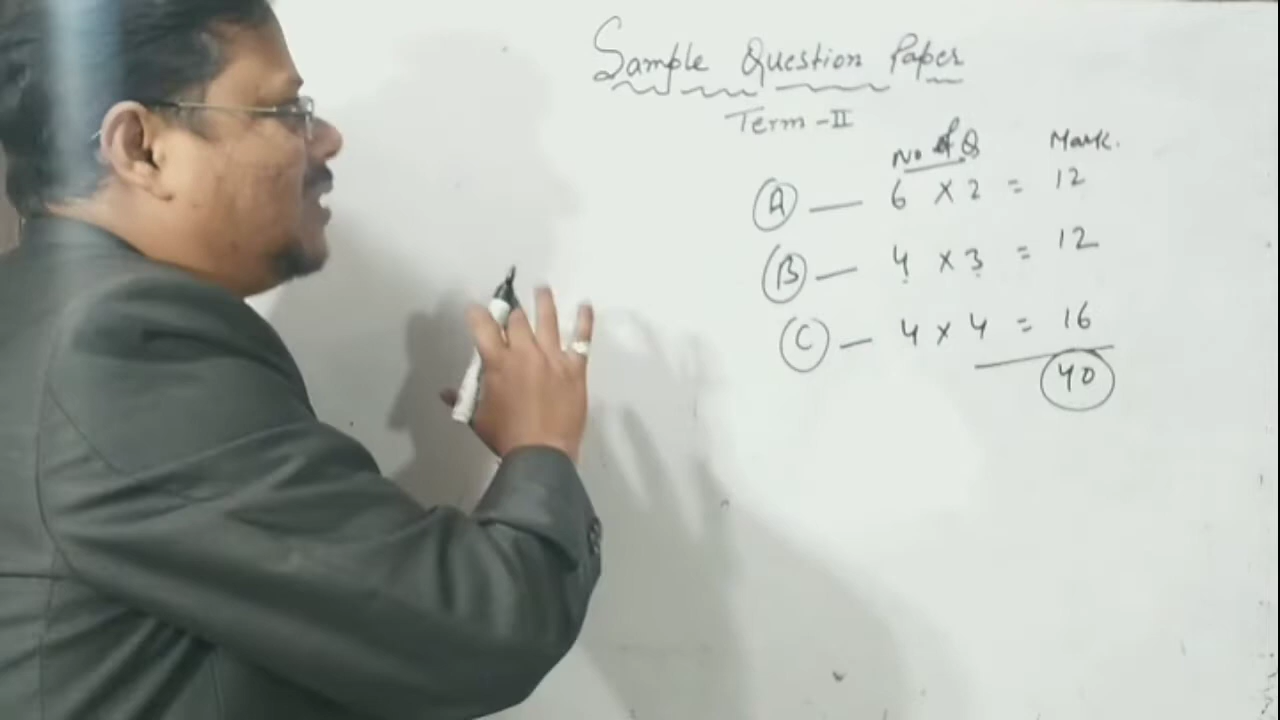 Sample Question Paper
Term - II
No of Q Mark.
A — 6 x 2 = 12
B — 4 x 3 = 12
C — 4 x 4 = 16
40